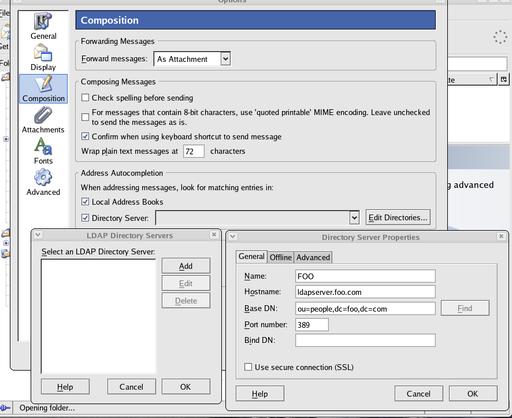 Options
General
Display
Composition
Attachments
Fonts
Advanced
Composition
Forwarding Messages
Forward messages: As Attachment
Composing Messages
Check spelling before sending
For messages that contain 8-bit characters, use 'quoted printable' MIME encoding. Leave unchecked
to send the messages as is.
Confirm when using keyboard shortcut to send message
Wrap plain text messages at 72 characters
Address Autocompletion
When addressing messages, look for matching entries in:
Local Address Books
Directory Server: Edit Directories...
g advanced
LDAP Directory Servers
Select an LDAP Directory Server:
Add
Edit
Delete
Help Cancel OK
Directory Server Properties
General Offline Advanced
Name: FOO
Hostname: ldapserver.foo.com
Base DN: ou=people,dc=foo,dc=com Find
Port number: 389
Bind DN:
Use secure connection (SSL)
Help Cancel OK
Opening folder...